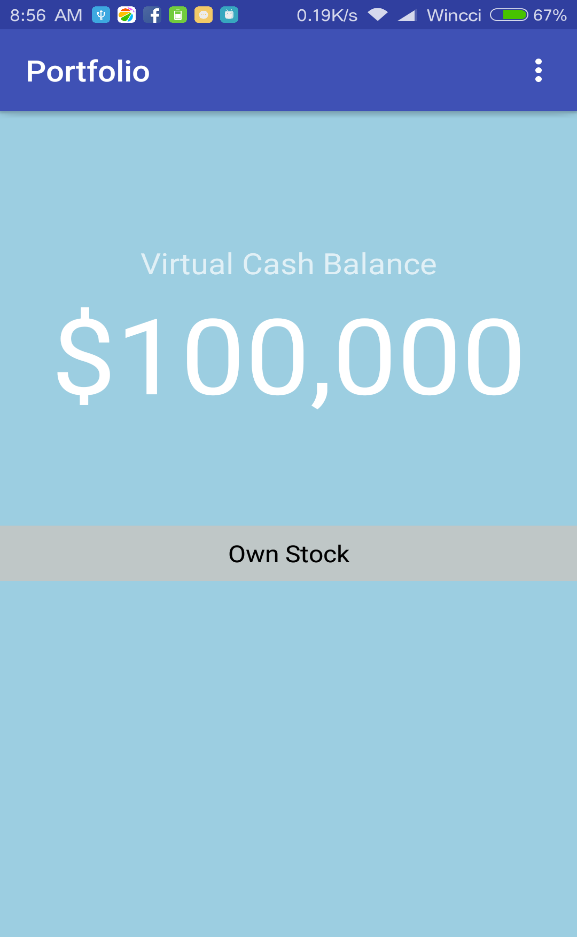 8:56 AM 0.19K/s Wincci 67%
Portfolio
Virtual Cash Balance
$100,000
Own Stock